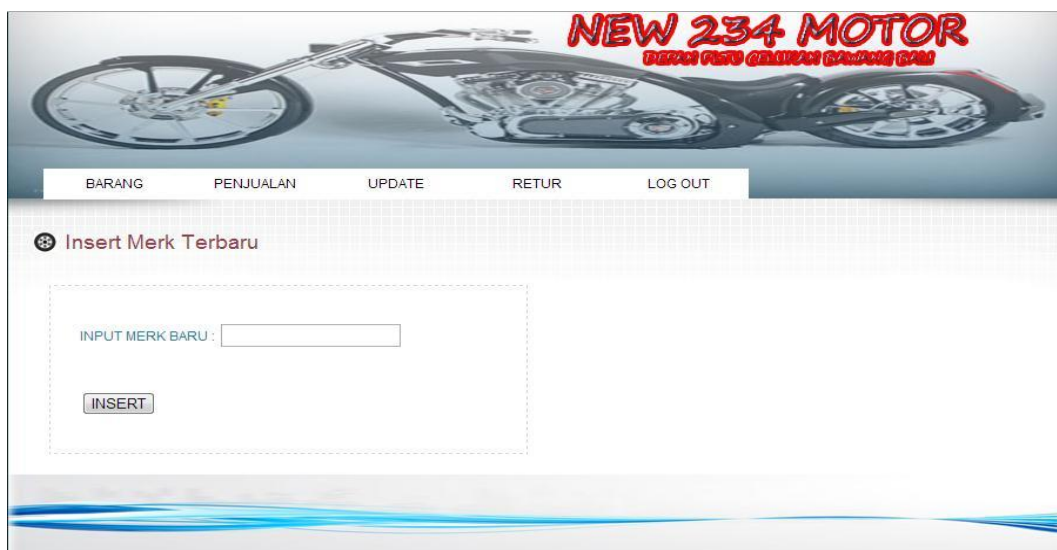 NEW 234 MOTOR
BARANG PENJUALAN UPDATE RETUR LOG OUT
Insert Merk Terbaru
INPUT MERK BARU :
INSERT